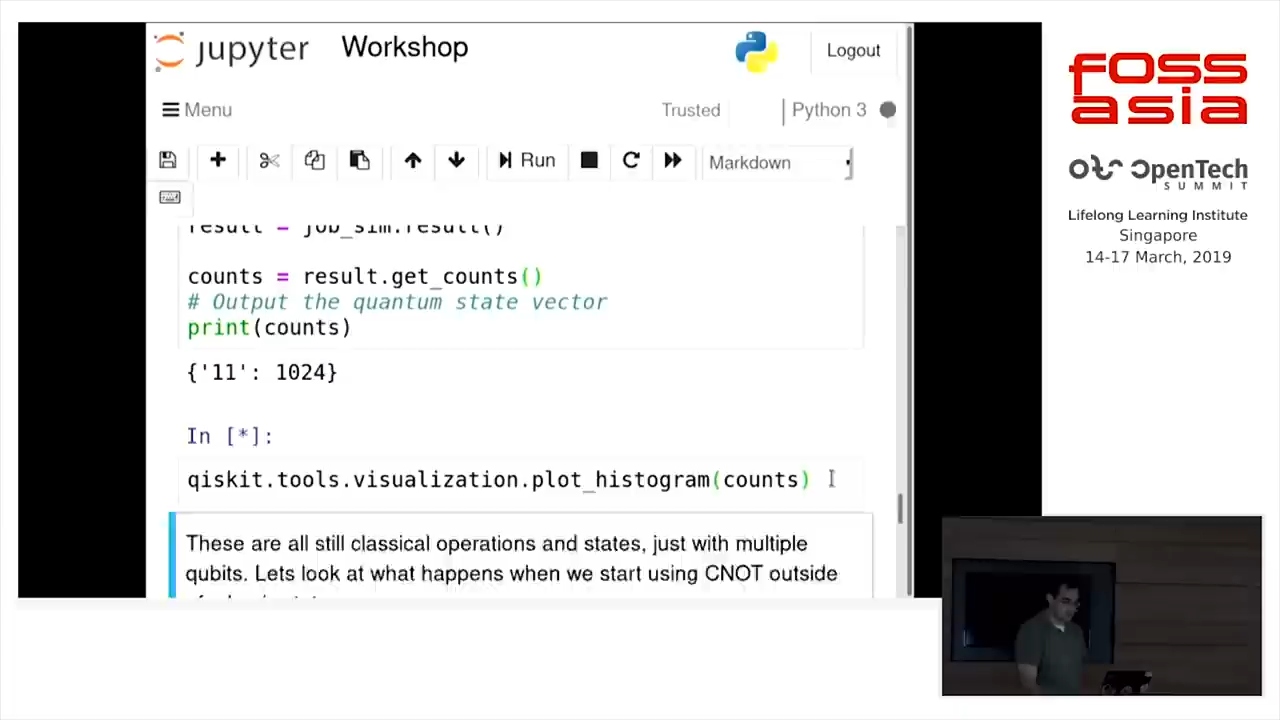 jupyter Workshop Logout
Menu Trusted Python 3
Run Markdown
result = job_sim.result()
counts = result.get_counts()
# Output the quantum state vector
print(counts)
{'11': 1024}
In [*]:
qiskit.tools.visualization.plot_histogram(counts)
These are all still classical operations and states, just with multiple
qubits. Lets look at what happens when we start using CNOT outside
FOSS
ASIA
OpenTech
SUMMIT
Lifelong Learning Institute
Singapore
14-17 March, 2019